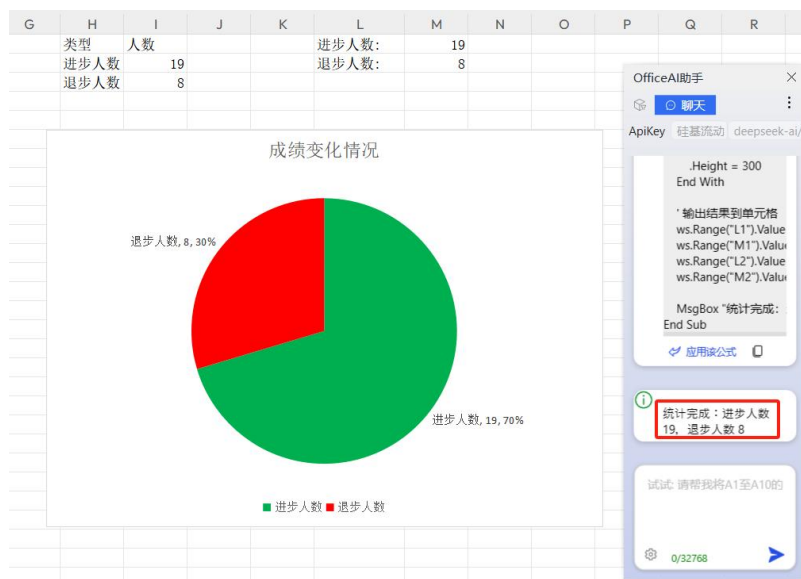 G H I J K L M N O P Q R
类型 人数 进步人数: 19
进步人数 19 退步人数: 8
退步人数 8
成绩变化情况
退步人数, 8, 30%
进步人数, 19, 70%
进步人数 退步人数
OfficeAI助手
聊天
ApiKey 硅基流动 deepseek-ai/
.Height = 300
End With
' 输出结果到单元格
ws.Range("L1").Value
ws.Range("M1").Value
ws.Range("L2").Value
ws.Range("M2").Value
MsgBox "统计完成:
End Sub
应用该公式
统计完成：进步人数
19, 退步人数 8
试试: 请帮我将A1至A10的
0/32768